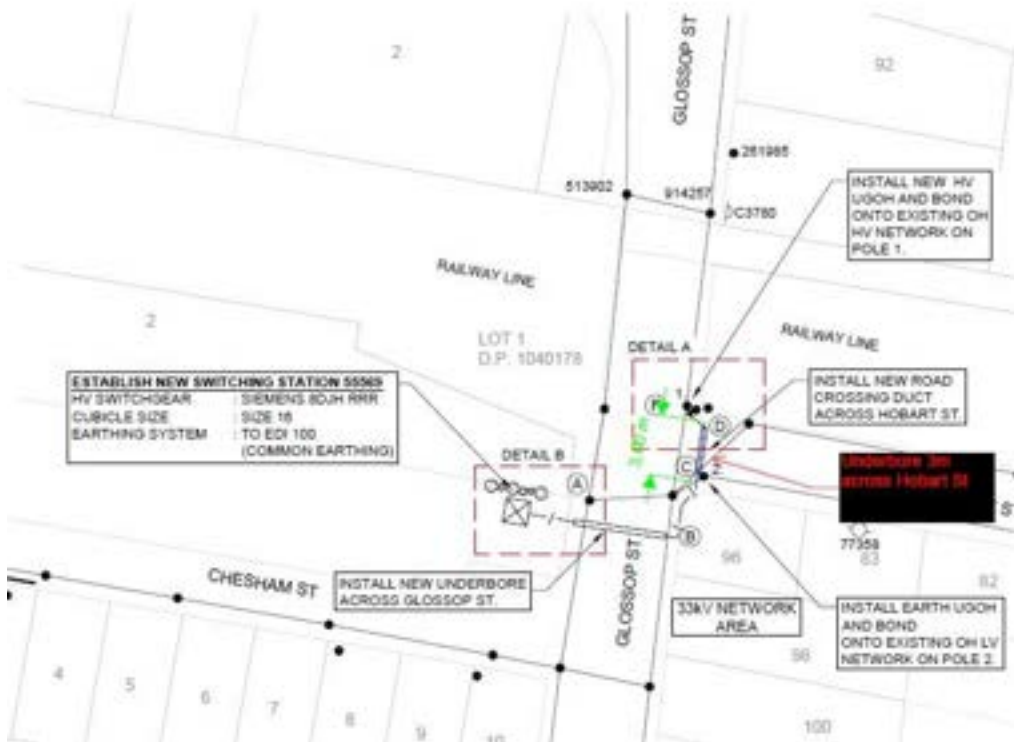 2
GLOSSOP ST
92
261985
513902
914257
C3760
INSTALL NEW HV
UGOH AND BOND
ONTO EXISTING OH
HV NETWORK ON
POLE 1.
RAILWAY LINE
2
LOT 1
D.P. 1040178
RAILWAY LINE
DETAIL A
ESTABLISH NEW SWITCHING STATION 55569
HV SWITCHGEAR : SIEMENS 8DJH RRR
CUBICLE SIZE : SIZE 16
EARTHING SYSTEM : TO EDI 100
(COMMON EARTHING)
1
D
INSTALL NEW ROAD
CROSSING DUCT
ACROSS HOBART ST.
DETAIL B
A
C
2
Underbore 3m
across Hobart St
B
77358
96
83
82
CHESHAM ST
INSTALL NEW UNDERBORE
ACROSS GLOSSOP ST.
GLOSSOP ST
33kV NETWORK
AREA
INSTALL EARTH UGOH
AND BOND
ONTO EXISTING OH LV
NETWORK ON POLE 2.
98
4
5
6
7
8
9
10
100